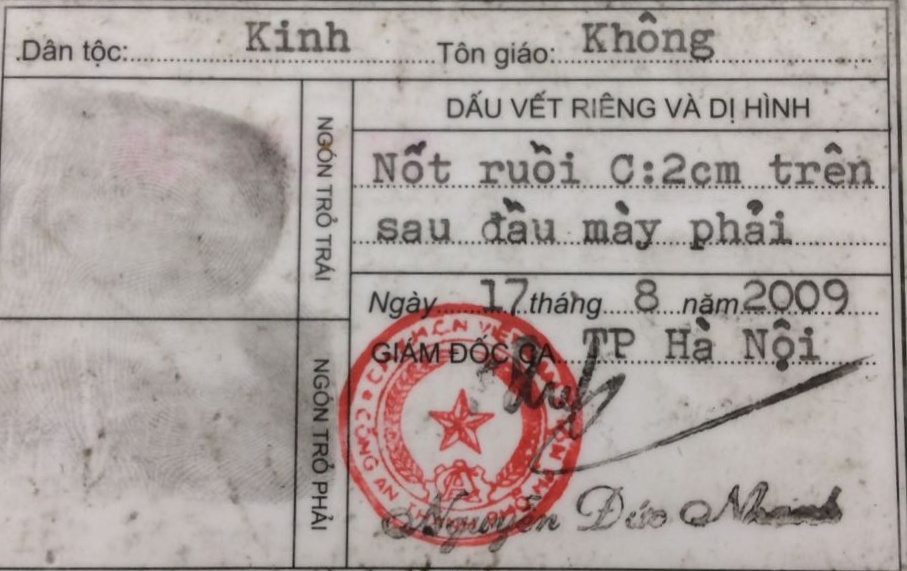 Dân tộc: Kinh Tôn giáo: Không
NGÓN TRỎ TRÁI
DẤU VẾT RIÊNG VÀ DỊ HÌNH
Nốt ruồi C:2cm trên
sau đầu mày phải
Ngày 17 tháng 8 năm 2009
GIÁM ĐỐC CA TP Hà Nội
NGÓN TRỎ PHẢI
CÔNG AN
Nguyễn Đức